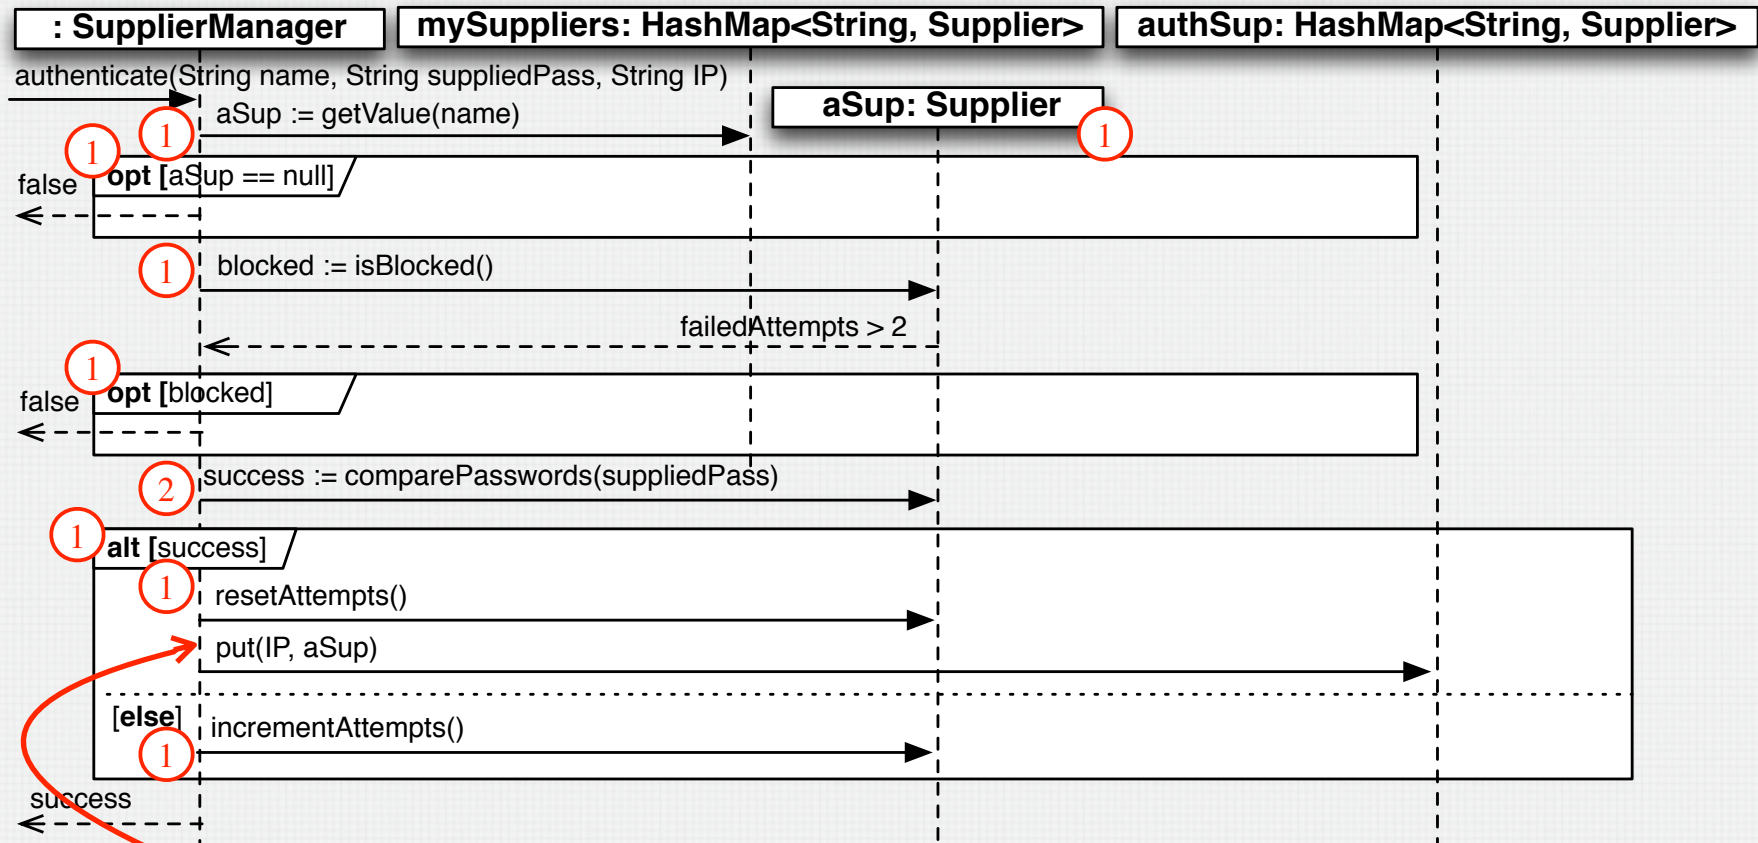 : SupplierManager
mySuppliers: HashMap<String, Supplier>
authSup: HashMap<String, Supplier>
authenticate(String name, String suppliedPass, String IP)
aSup: Supplier
1
1
aSup := getValue(name)
1
opt [aSup == null]
false
1
blocked := isBlocked()
failedAttempts > 2
1
opt [blocked]
false
2
success := comparePasswords(suppliedPass)
1
alt [success]
1
resetAttempts()
put(IP, aSup)
[else]
1
incrementAttempts()
success